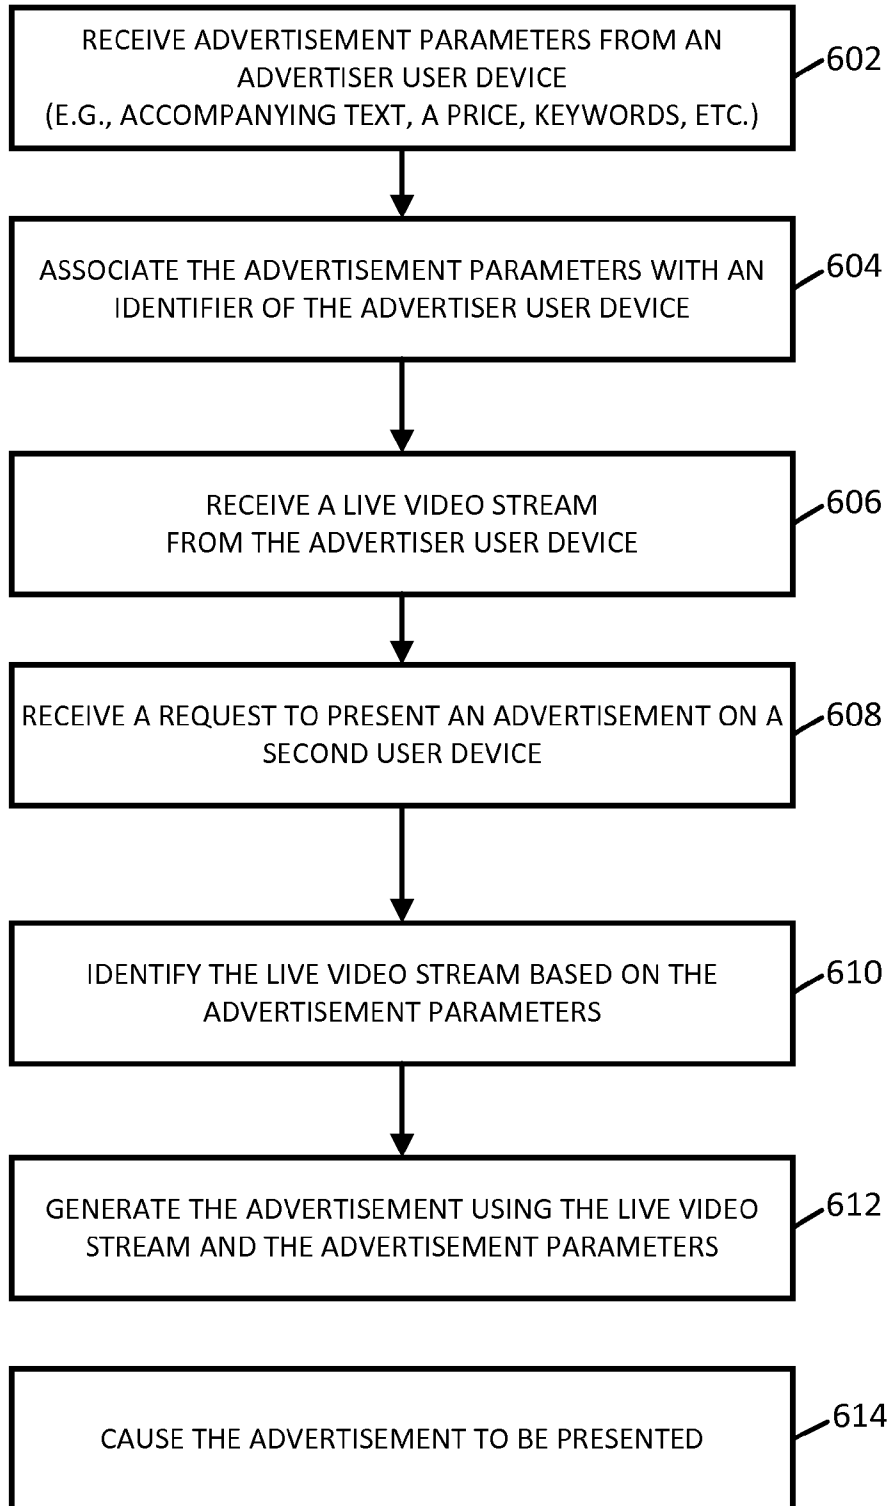 RECEIVE ADVERTISEMENT PARAMETERS FROM AN
ADVERTISER USER DEVICE
(E.G., ACCOMPANYING TEXT, A PRICE, KEYWORDS, ETC.)
602
ASSOCIATE THE ADVERTISEMENT PARAMETERS WITH AN
IDENTIFIER OF THE ADVERTISER USER DEVICE
604
RECEIVE A LIVE VIDEO STREAM
FROM THE ADVERTISER USER DEVICE
606
RECEIVE A REQUEST TO PRESENT AN ADVERTISEMENT ON A
SECOND USER DEVICE
608
IDENTIFY THE LIVE VIDEO STREAM BASED ON THE
ADVERTISEMENT PARAMETERS
610
GENERATE THE ADVERTISEMENT USING THE LIVE VIDEO
STREAM AND THE ADVERTISEMENT PARAMETERS
612
CAUSE THE ADVERTISEMENT TO BE PRESENTED
614